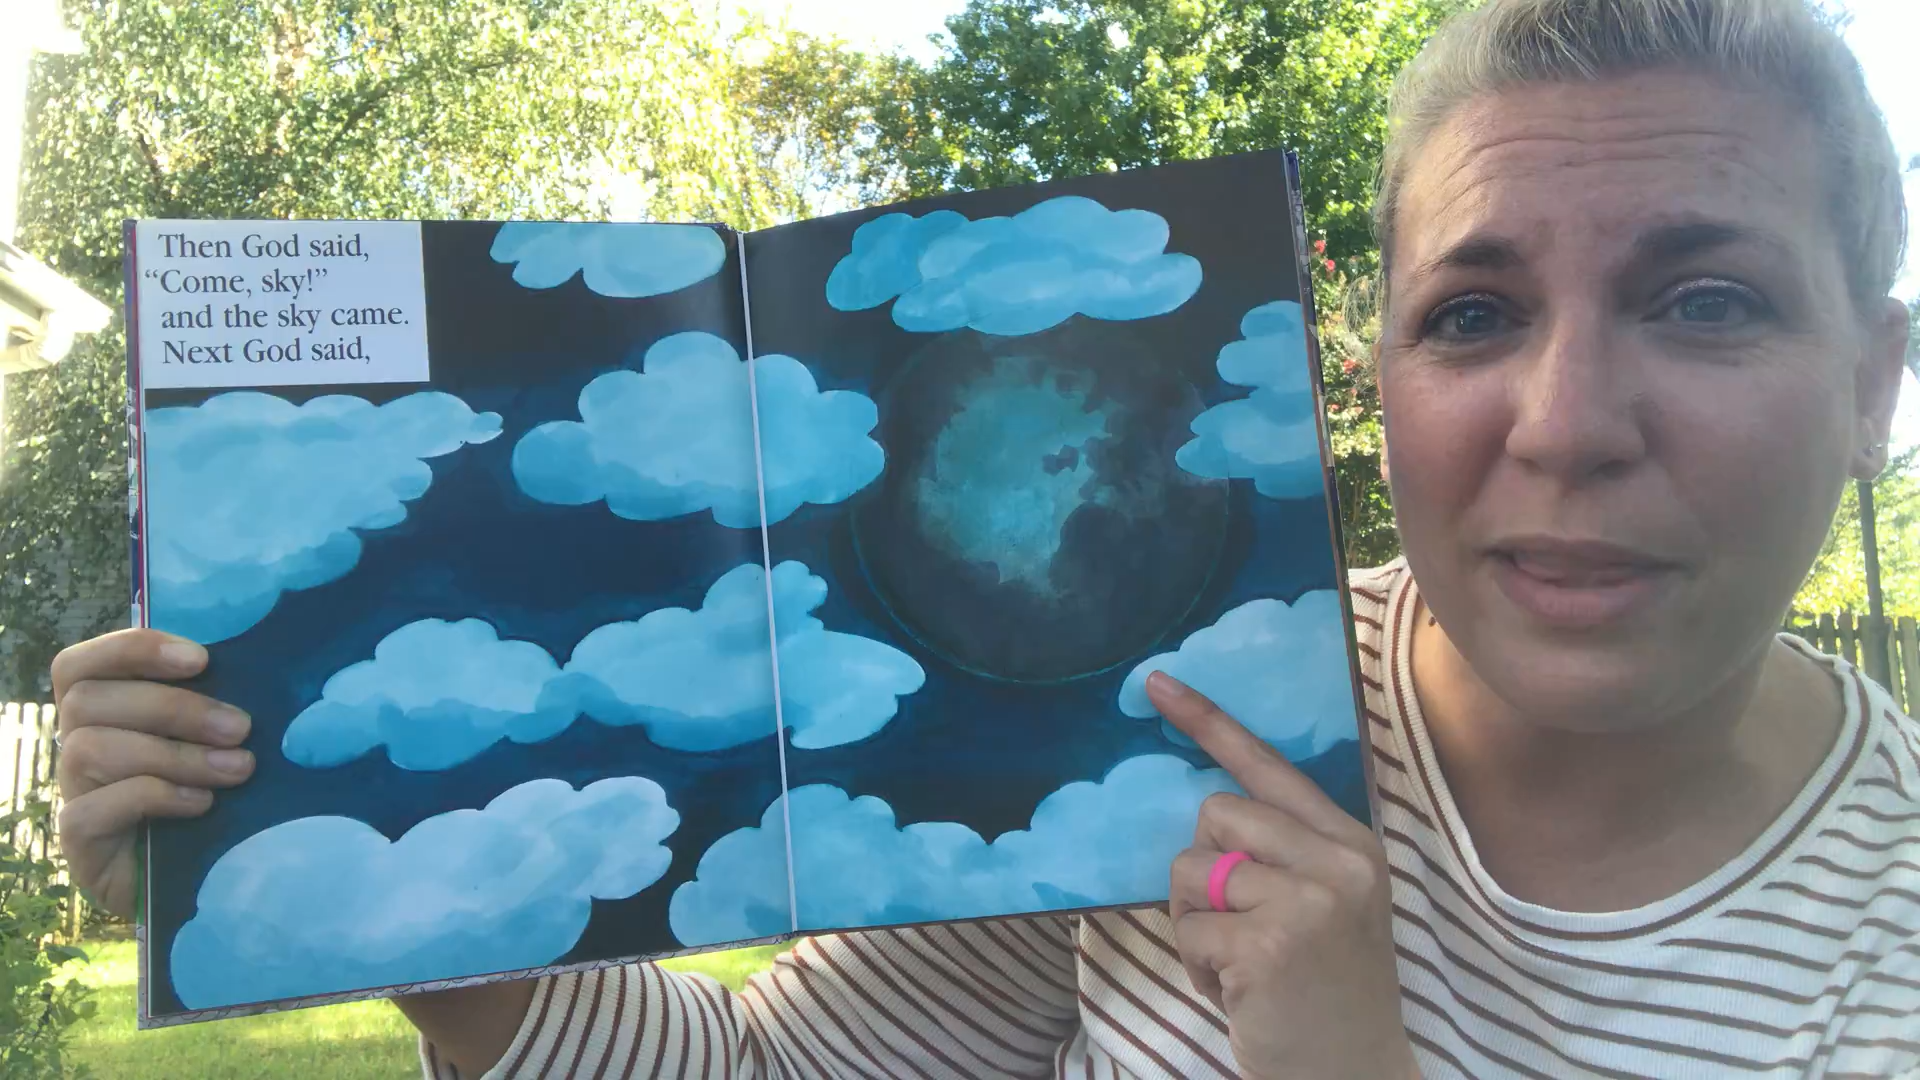 Then God said,
“Come, sky!”
and the sky came.
Next God said,